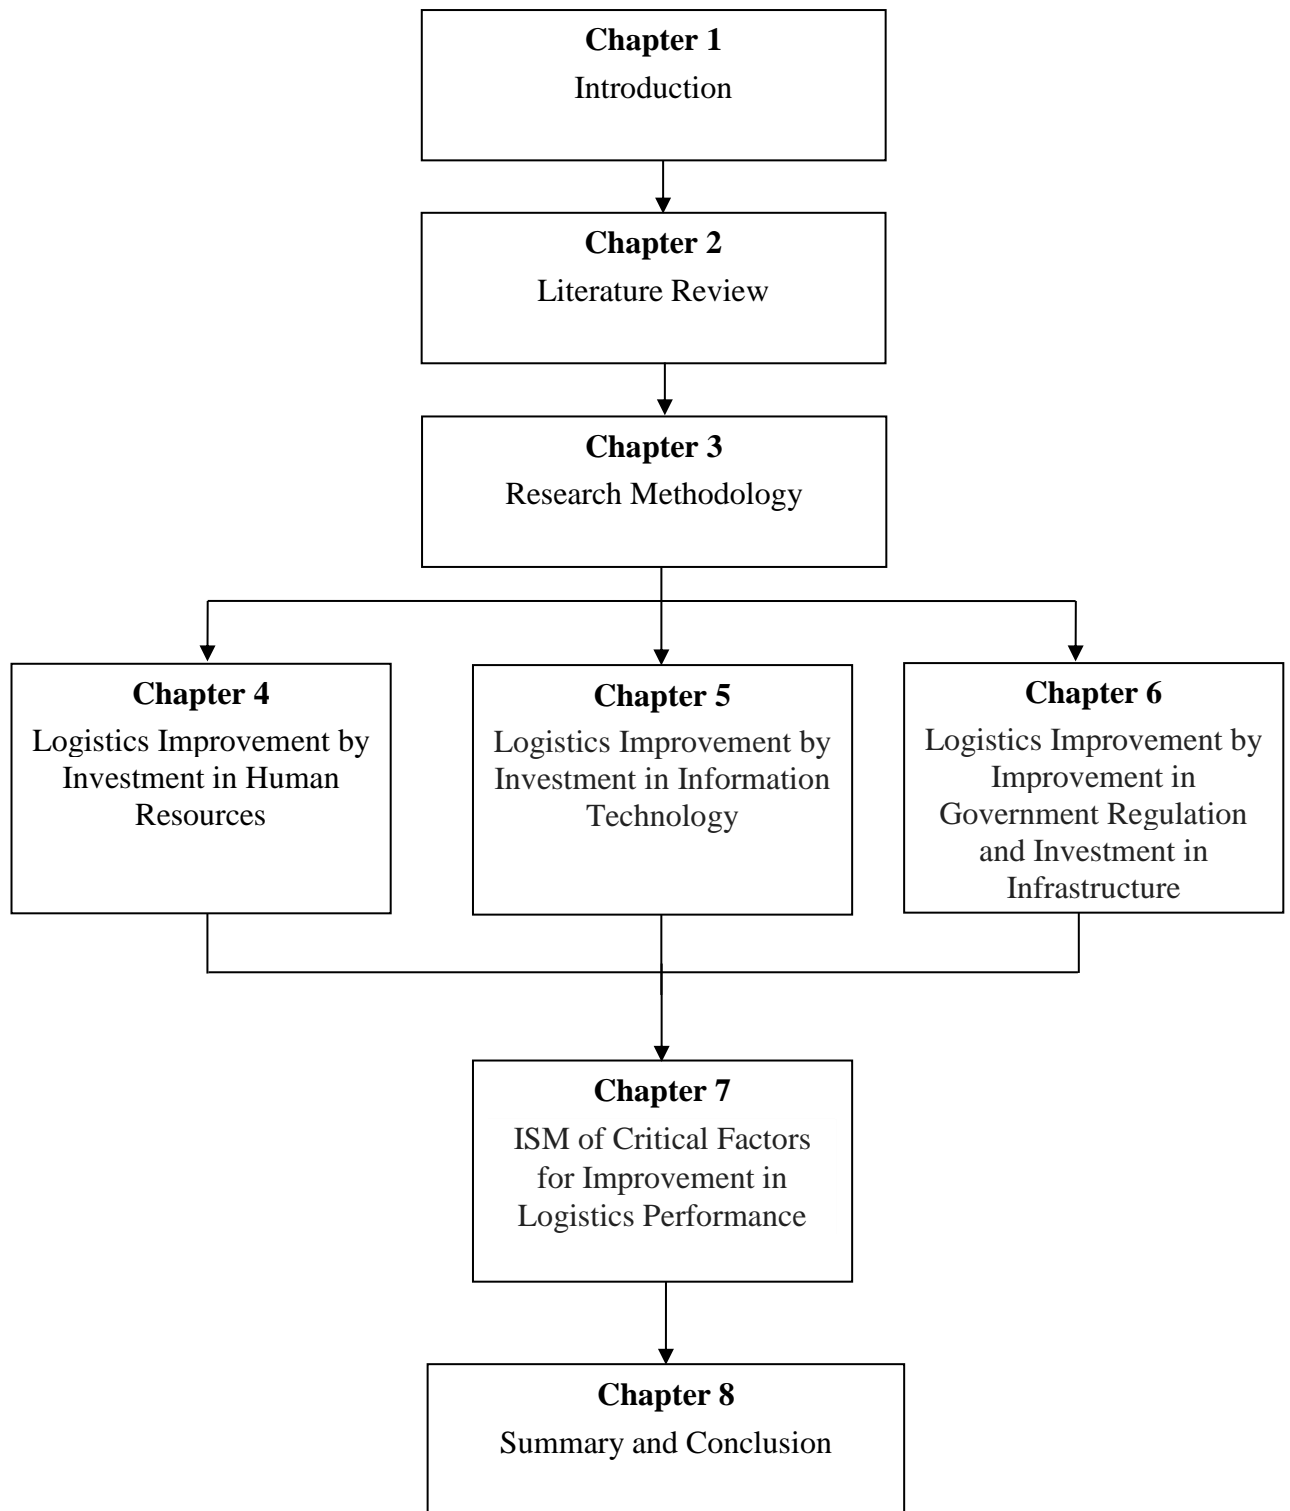 Chapter 1
Introduction
Chapter 2
Literature Review
Chapter 3
Research Methodology
Chapter 4
Logistics Improvement by
Investment in Human
Resources
Chapter 5
Logistics Improvement by
Investment in Information
Technology
Chapter 6
Logistics Improvement by
Improvement in
Government Regulation
and Investment in
Infrastructure
Chapter 7
ISM of Critical Factors
for Improvement in
Logistics Performance
Chapter 8
Summary and Conclusion